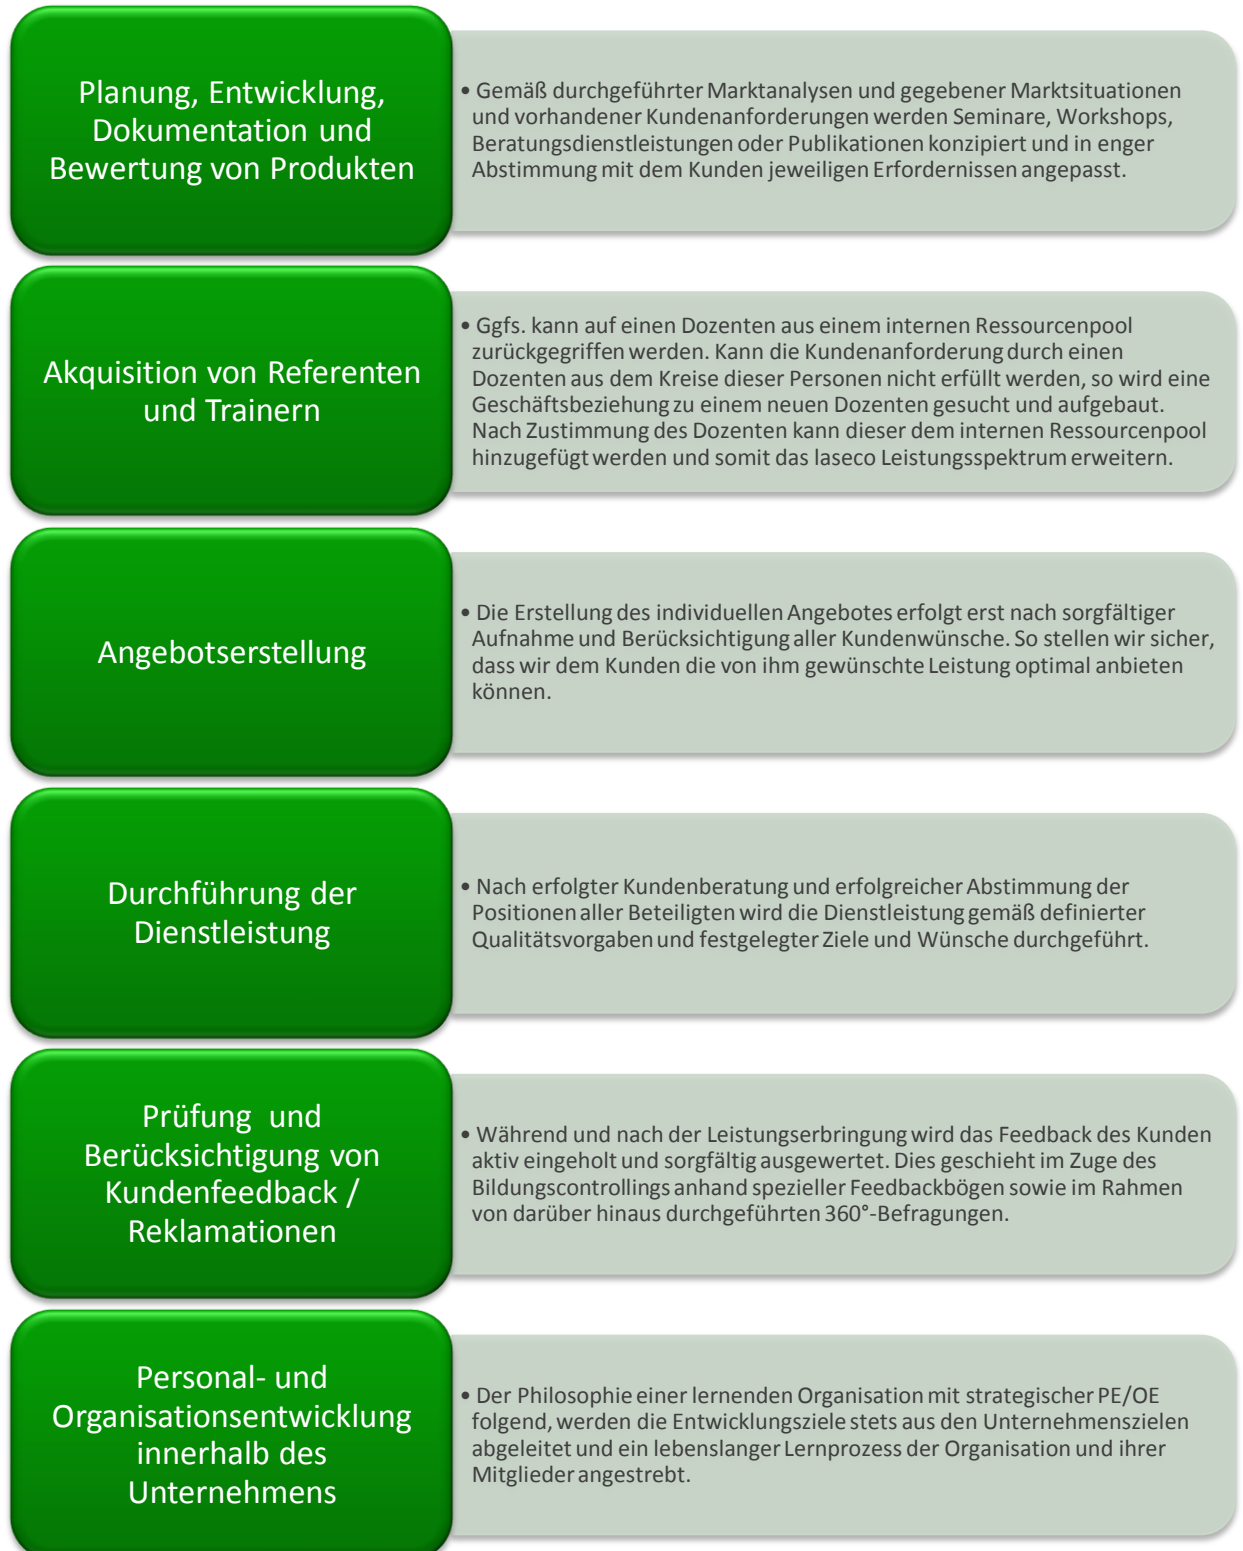 Planung, Entwicklung,
Dokumentation und
Bewertung von Produkten
• Gemäß durchgeführter Marktanalysen und gegebener Marktsituationen
und vorhandener Kundenanforderungen werden Seminare, Workshops,
Beratungsdienstleistungen oder Publikationen konzipiert und in enger
Abstimmung mit dem Kunden jeweiligen Erfordernissen angepasst.
Akquisition von Referenten
und Trainern
• Ggfs. kann auf einen Dozenten aus einem internen Ressourcenpool
zurückgegriffen werden. Kann die Kundenanforderung durch einen
Dozenten aus dem Kreise dieser Personen nicht erfüllt werden, so wird eine
Geschäftsbeziehung zu einem neuen Dozenten gesucht und aufgebaut.
Nach Zustimmung des Dozenten kann dieser dem internen Ressourcenpool
hinzugefügt werden und somit das laseco Leistungsspektrum erweitern.
Angebotserstellung
• Die Erstellung des individuellen Angebotes erfolgt erst nach sorgfältiger
Aufnahme und Berücksichtigung aller Kundenwünsche. So stellen wir sicher,
dass wir dem Kunden die von ihm gewünschte Leistung optimal anbieten
können.
Durchführung der
Dienstleistung
• Nach erfolgter Kundenberatung und erfolgreicher Abstimmung der
Positionen aller Beteiligten wird die Dienstleistung gemäß definierter
Qualitätsvorgaben und festgelegter Ziele und Wünsche durchgeführt.
Prüfung und
Berücksichtigung von
Kundenfeedback /
Reklamationen
• Während und nach der Leistungserbringung wird das Feedback des Kunden
aktiv eingeholt und sorgfältig ausgewertet. Dies geschieht im Zuge des
Bildungscontrollings anhand spezieller Feedbackbögen sowie im Rahmen
von darüber hinaus durchgeführten 360°-Befragungen.
Personal- und
Organisationsentwicklung
innerhalb des
Unternehmens
• Der Philosophie einer lernenden Organisation mit strategischer PE/OE
folgend, werden die Entwicklungsziele stets aus den Unternehmenszielen
abgeleitet und ein lebenslanger Lernprozess der Organisation und ihrer
Mitglieder angestrebt.